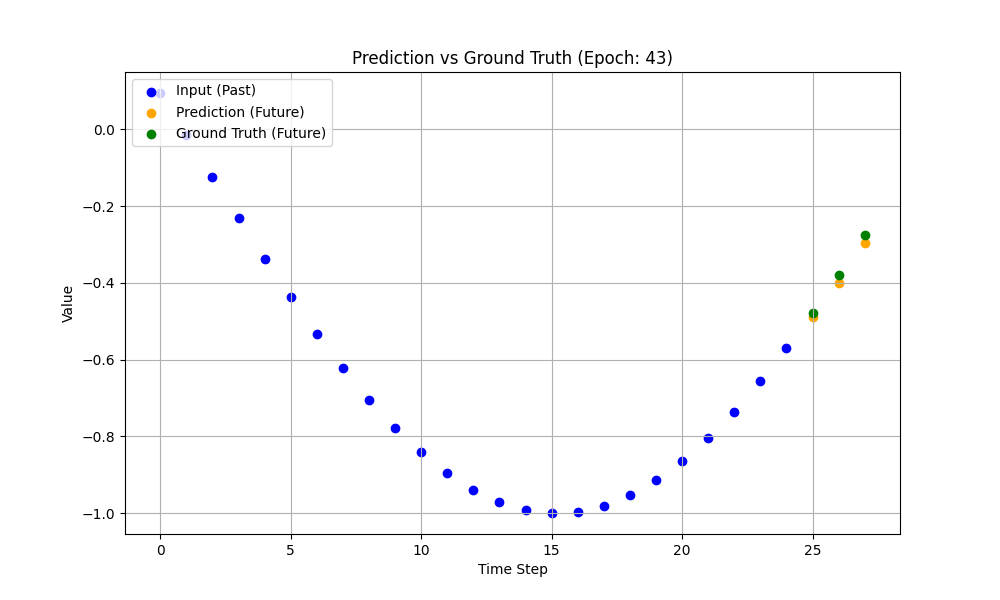 Prediction vs Ground Truth (Epoch: 43)
Input (Past)
Prediction (Future)
Ground Truth (Future)
Value
0.0
−0.2
−0.4
−0.6
−0.8
−1.0
0 5 10 15 20 25
Time Step